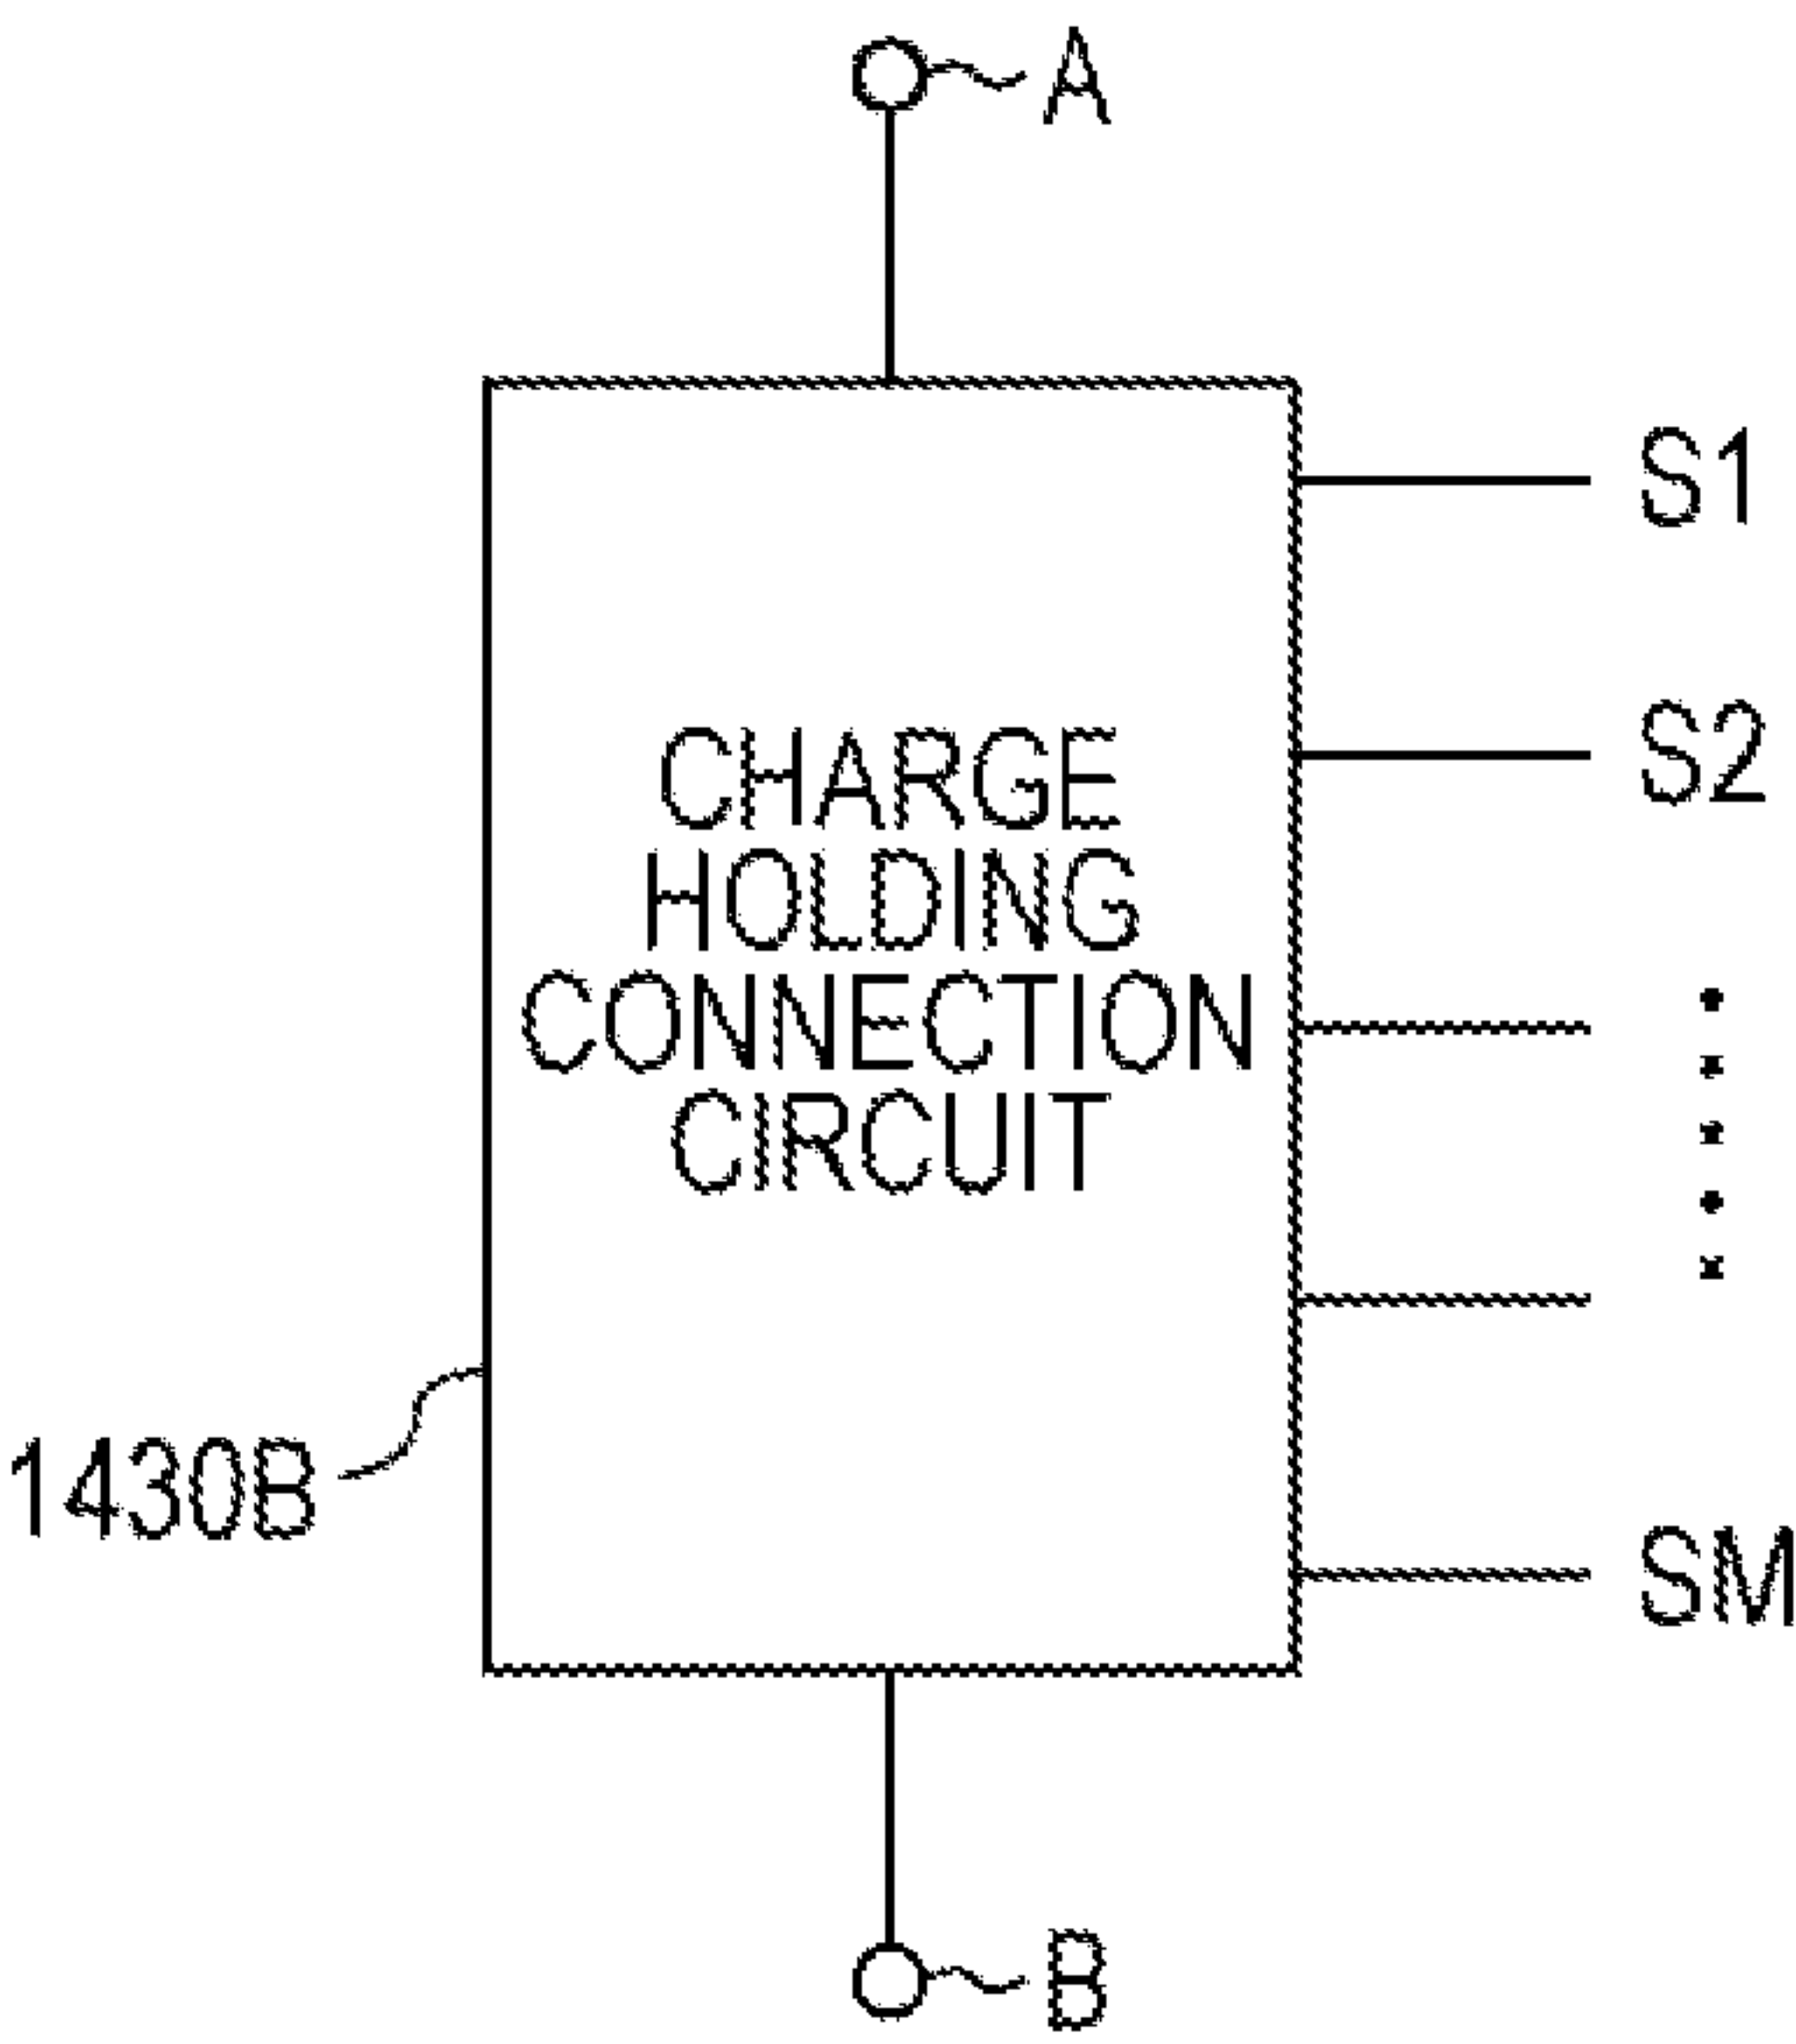 A
S1
S2
CHARGE
HOLDING
CONNECTION
CIRCUIT
1430B
SM
B